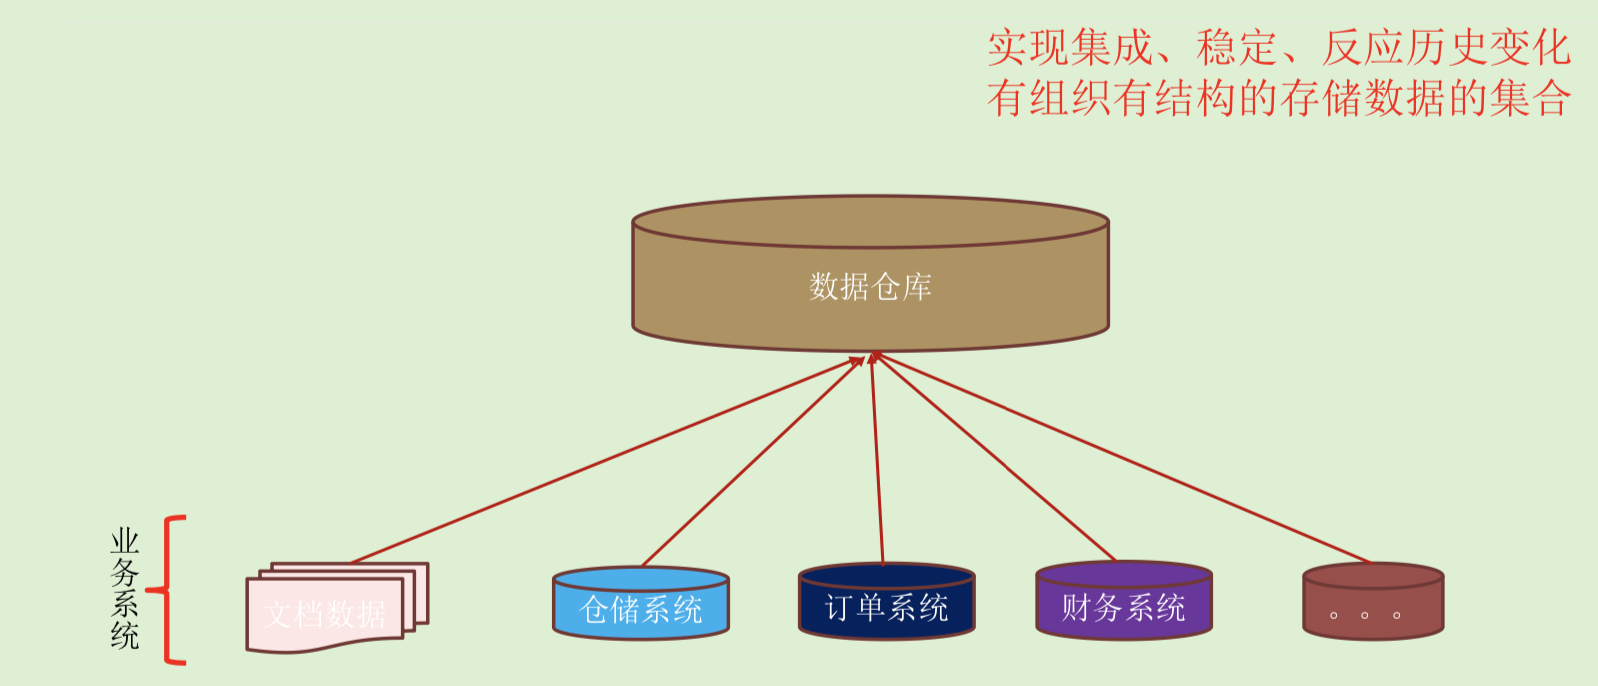 实现集成、稳定、反应历史变化
有组织有结构的存储数据的集合
数据仓库
业务系统
文档数据
仓储系统
订单系统
财务系统
。。。